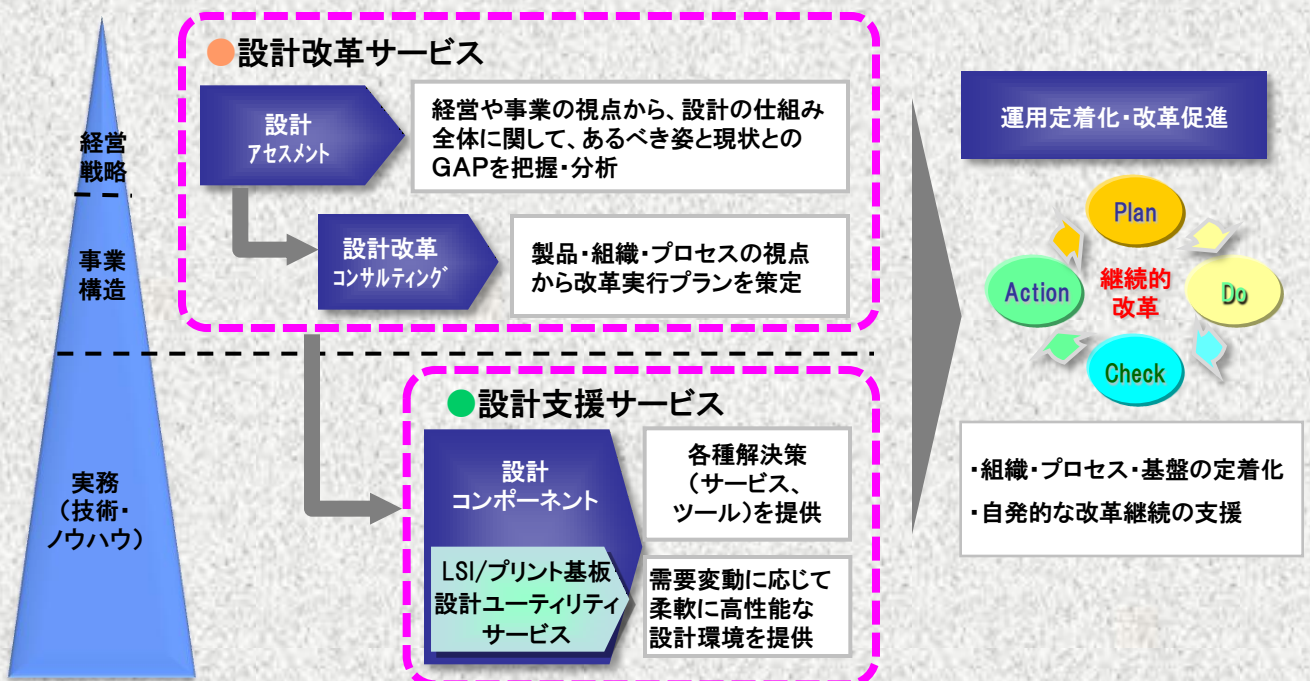 経営
戦略
事業
構造
実務
（技術・
ノウハウ）
●設計改革サービス
設計
ｱｾｽﾒﾝﾄ
経営や事業の視点から、設計の仕組み
全体に関して、あるべき姿と現状との
GAPを把握・分析
設計改革
ｺﾝｻﾙﾃｨﾝｸﾞ
製品・組織・プロセスの視点
から改革実行プランを策定
●設計支援サービス
設計
コンポーネント
各種解決策
（サービス、
ツール）を提供
LSI/プリント基板
設計ユーティリティ
サービス
需要変動に応じて
柔軟に高性能な
設計環境を提供
運用定着化・改革促進
Plan
Action
継続的
改革
Do
Check
・組織・プロセス・基盤の定着化
・自発的な改革継続の支援